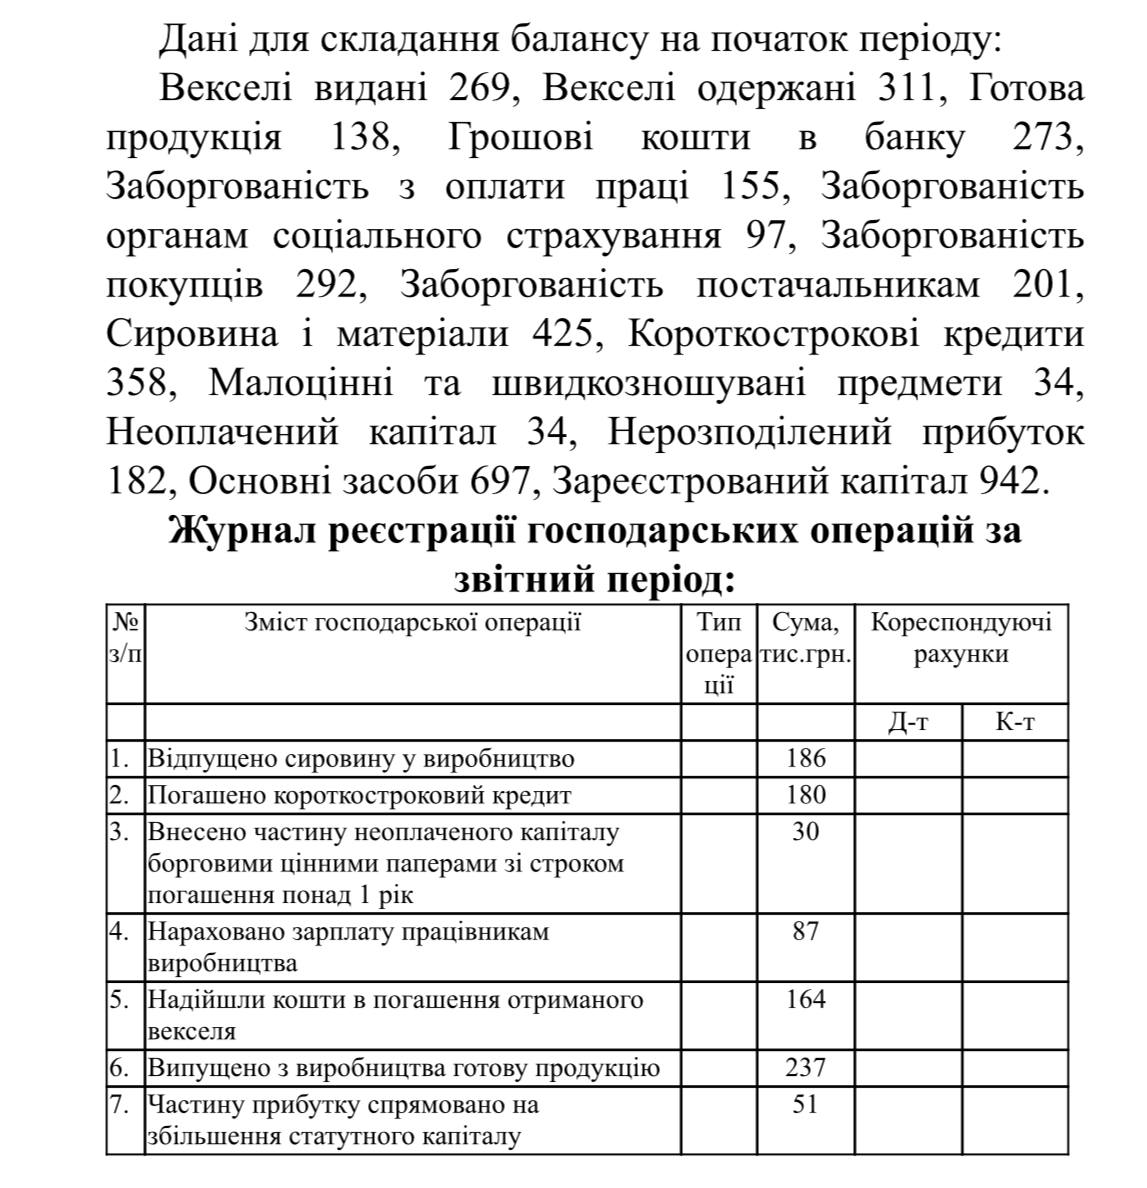 Дані для складання балансу на початок періоду:
Векселі видані 269, Векселі одержані 311, Готова
продукція 138, Грошові кошти в банку 273,
Заборгованість з оплати праці 155, Заборгованість
органам соціального страхування 97, Заборгованість
покупців 292, Заборгованість постачальникам 201,
Сировина і матеріали 425, Короткострокові кредити
358, Малоцінні та швидкозношувані предмети 34,
Неоплачений капітал 34, Нерозподілений прибуток
182, Основні засоби 697, Зареєстрований капітал 942.
Журнал реєстрації господарських операцій за
звітний період:
№ з/п
Зміст господарської операції
Тип
опера
ції
Сума,
тис.грн.
Кореспондуючі
рахунки
Д-т К-т
1. Відпущено сировину у виробництво 186
2. Погашено короткостроковий кредит 180
3. Внесено частину неоплаченого капіталу 30
борговими цінними паперами зі строком
погашення понад 1 рік
4. Нараховано зарплату працівникам 87
виробництва
5. Надійшли кошти в погашення отриманого 164
векселя
6. Випущено з виробництва готову продукцію 237
7. Частину прибутку спрямовано на 51
збільшення статутного капіталу